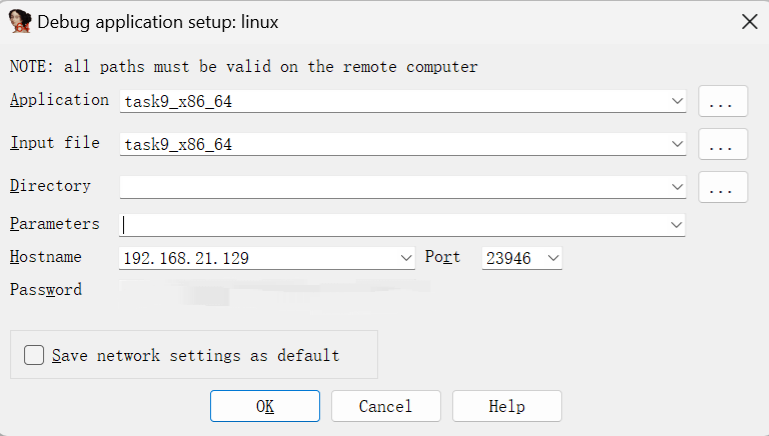 Debug application setup: linux
NOTE: all paths must be valid on the remote computer
Application task9_x86_64 ...
Input file task9_x86_64 ...
Directory ...
Parameters
Hostname 192.168.21.129 Port 23946
Password
Save network settings as default
OK Cancel Help